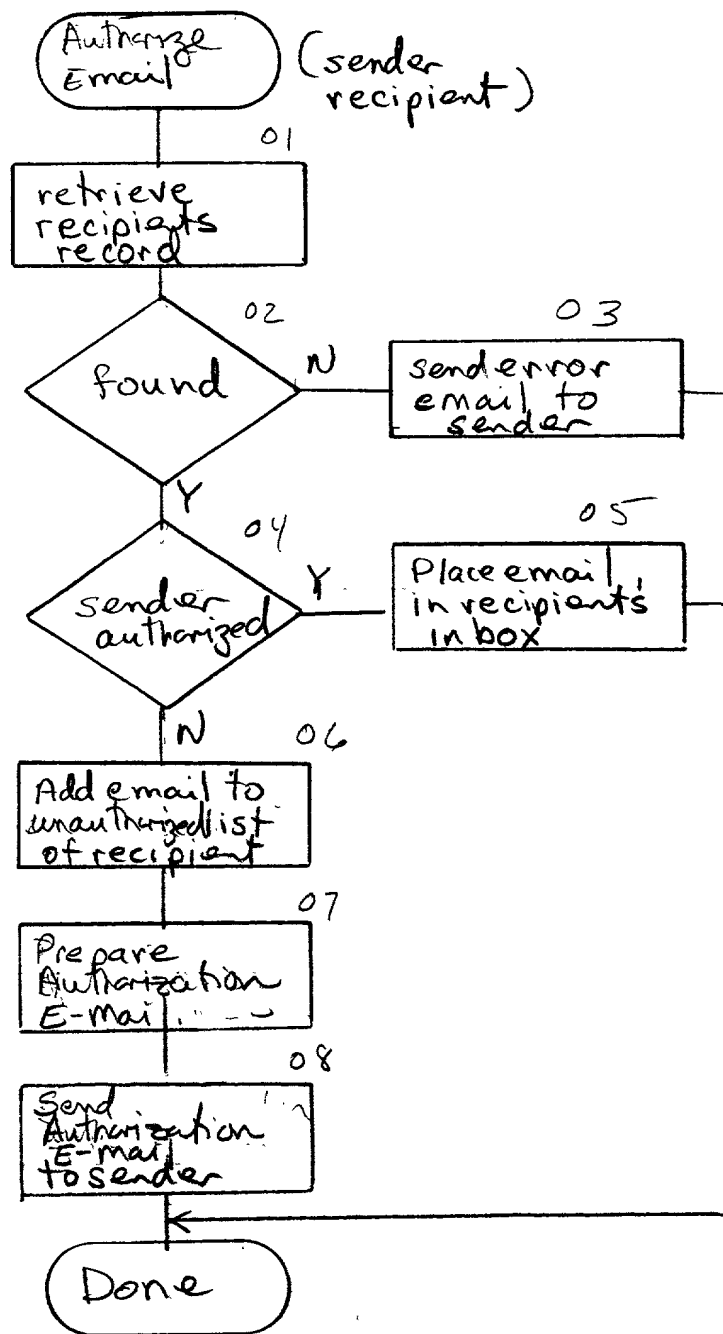 Authorize
Email
(sender
recipient)
01
retrieve
recipients
record
02
found
N
03
send error
email to
sender
Y
04
sender
authorized
Y
05
Place email
in recipients'
in box
N
06
Add email to
unauthorized list
of recipient
07
Prepare
Authorization
E-Mail
08
Send
Authorization
E-mail
to sender
Done